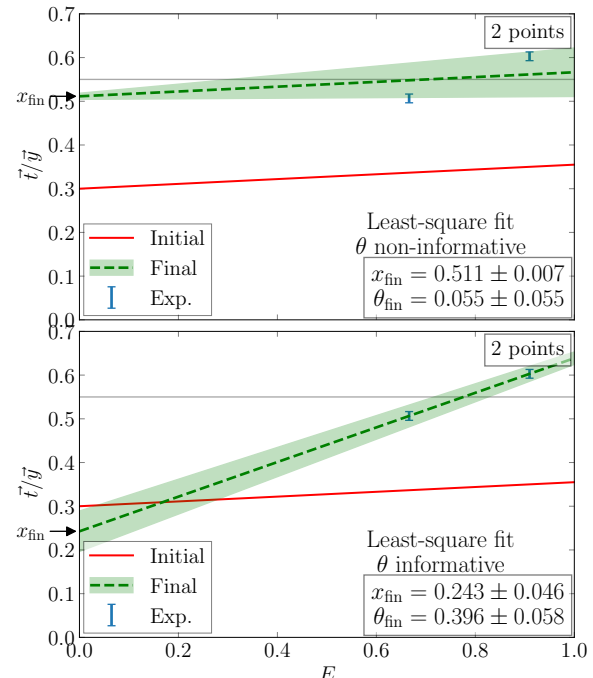 2 points
0.7
0.6
x_fin
0.5
t⃗/y⃗
0.3
0.2
0.1
0.0
Initial
Final
Exp.
Least-square fit
θ non-informative
x_fin = 0.511 ± 0.007
θ_fin = 0.055 ± 0.055
2 points
0.7
0.6
0.5
0.4
t⃗/y⃗
0.3
x_fin
0.2
0.1
0.0
Initial
Final
Exp.
Least-square fit
θ informative
x_fin = 0.243 ± 0.046
θ_fin = 0.396 ± 0.058
0.0 0.2 0.4 0.6 0.8 1.0
E